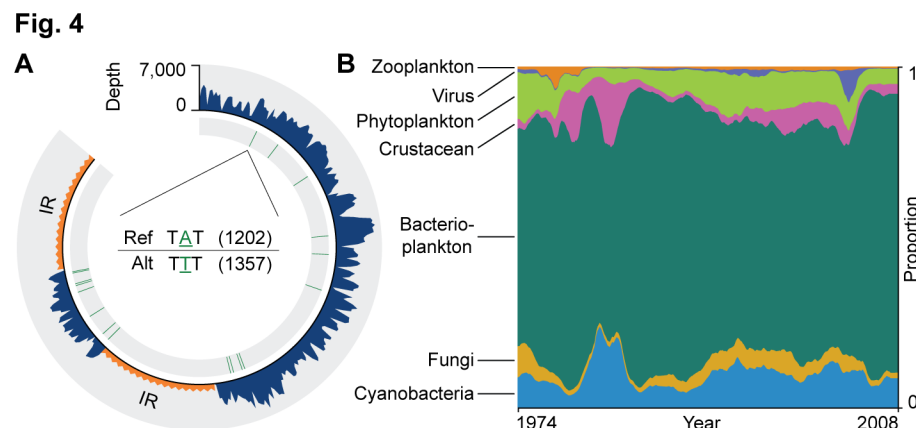 Fig. 4
A
Depth
7,000
0
IR
IR
Ref TAT (1202)
Alt TTT (1357)
B
Zooplankton
Virus
Phytoplankton
Crustacean
Bacterio-
plankton
Fungi
Cyanobacteria
1
Proportion
0
1974 Year 2008